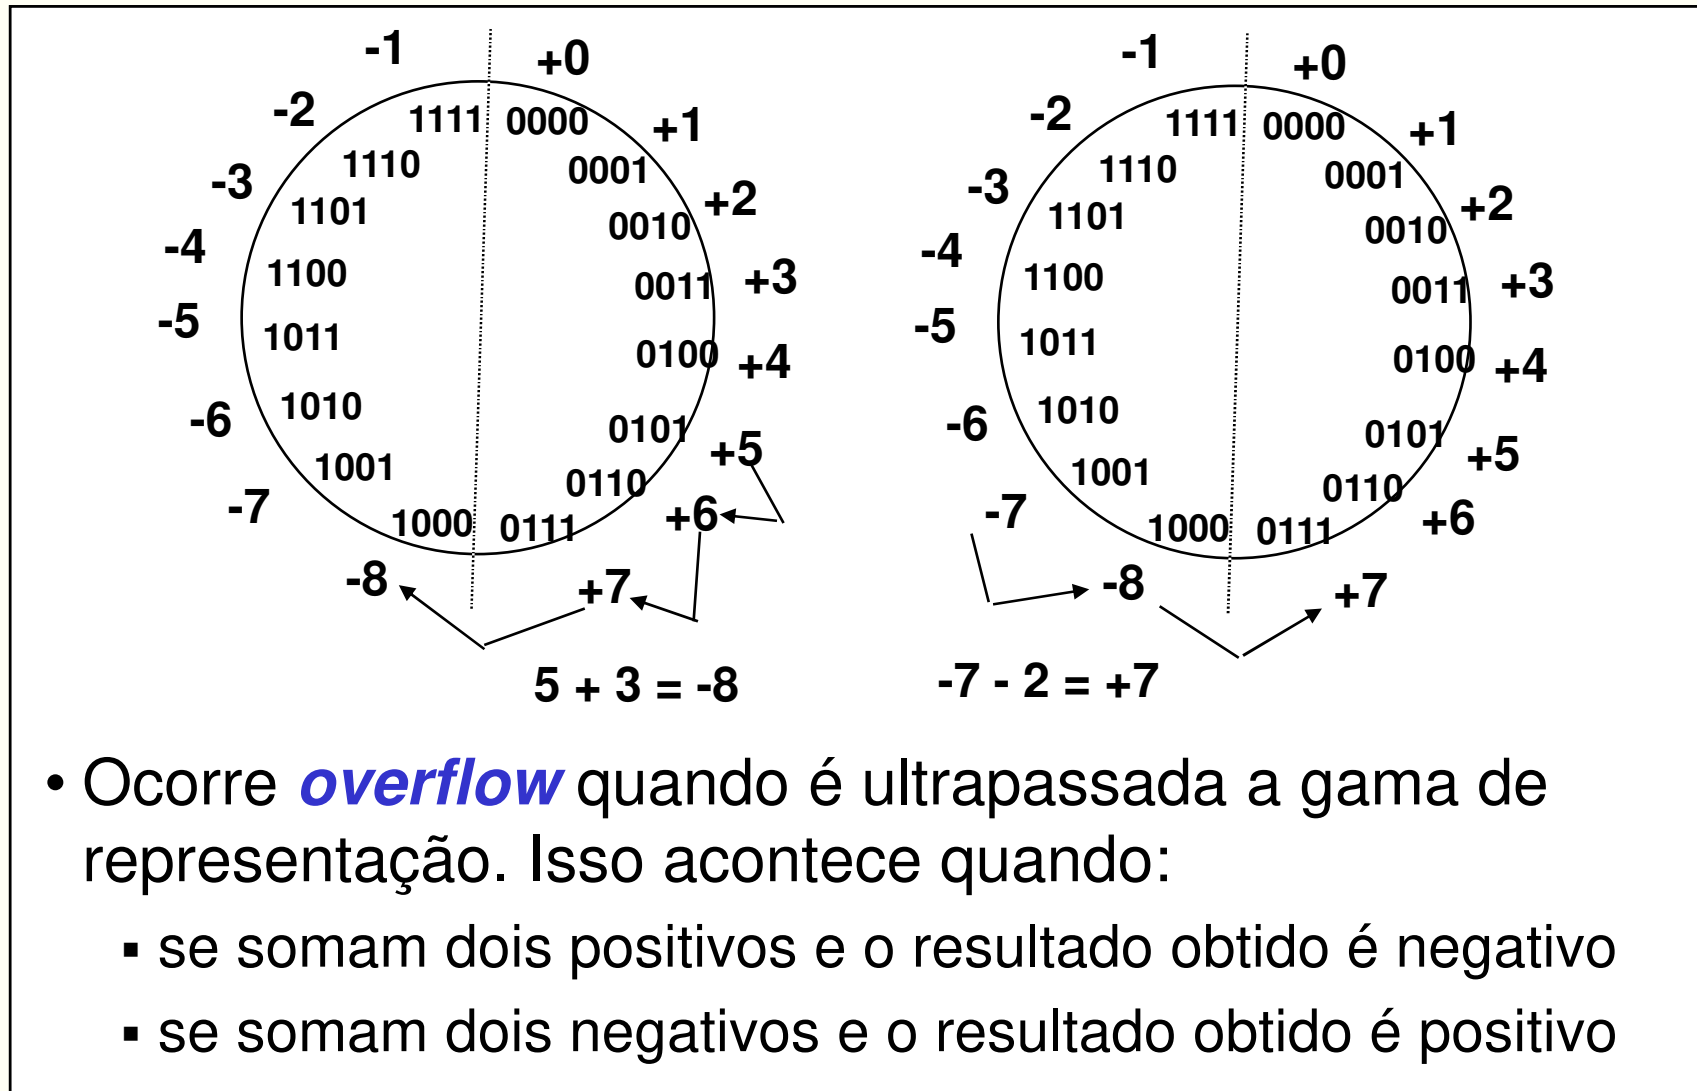 -1 +0
-2 1111 0000 +1
-3 1110 0001 +2
1101 0010
-4 1100 0011 +3
-5 1011 0100 +4
-6 1010 0101 +5
1001 0110
-7 1000 0111 +6
-8 +7
5 + 3 = -8
-1 +0
-2 1111 0000 +1
-3 1110 0001 +2
1101 0010
-4 1100 0011 +3
-5 1011 0100 +4
-6 1010 0101 +5
1001 0110
-7 1000 0111 +6
-8 +7
-7 - 2 = +7
• Ocorre overflow quando é ultrapassada a gama de
representação. Isso acontece quando:
▪ se somam dois positivos e o resultado obtido é negativo
▪ se somam dois negativos e o resultado obtido é positivo